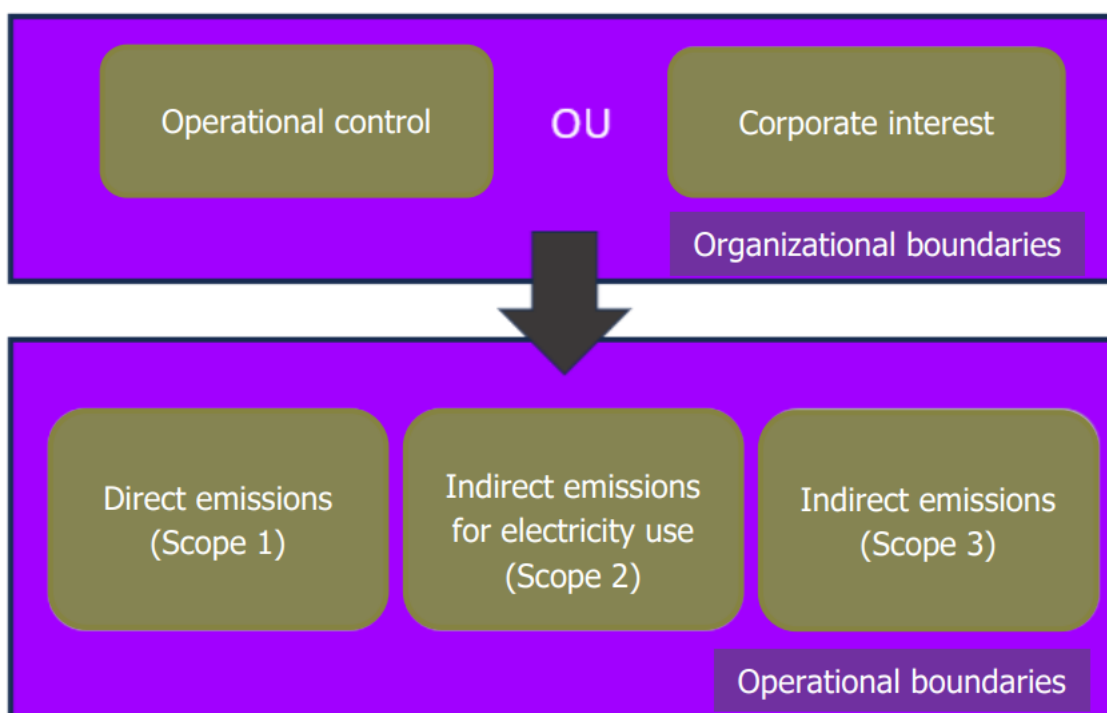 Operational control
OU
Corporate interest
Organizational boundaries
Direct emissions
(Scope 1)
Indirect emissions
for electricity use
(Scope 2)
Indirect emissions
(Scope 3)
Operational boundaries